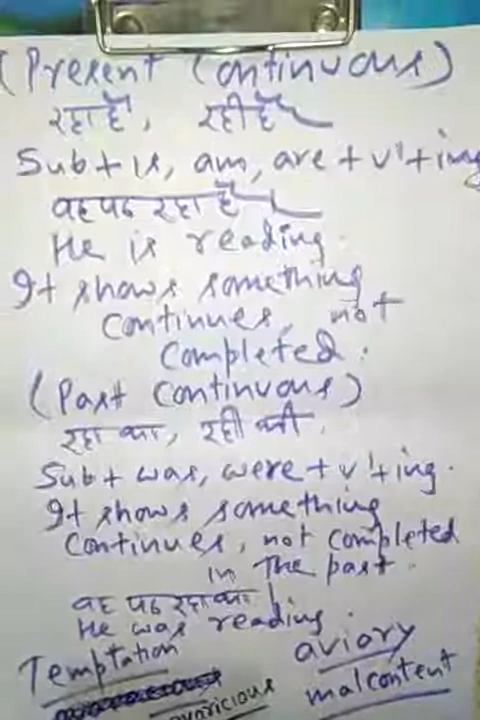 (Present Continuous)
रहा है, रही है
Sub + is, am, are + v¹ + ing
वह पढ रहा है।
He is reading.
It shows something
continues, not
completed.
(Past continuous)
रहा था, रही थी.
Sub + was, were + v¹ + ing.
It shows something
continues, not completed
in the past.
वह पढ रहा था।
He was reading.
Temptation
aviary
avaricious
malcontent